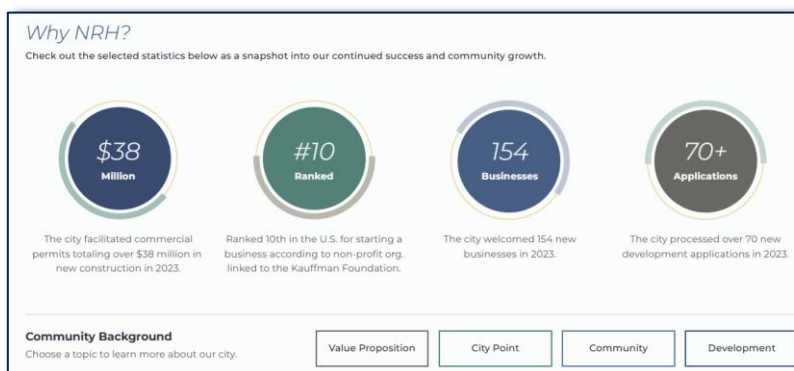 Why NRH?
Check out the selected statistics below as a snapshot into our continued success and community growth.
$38
Million
#10
Ranked
154
Businesses
70+
Applications
The city facilitated commercial
permits totaling over $38 million in
new construction in 2023.
Ranked 10th in the U.S. for starting a
business according to non-profit org.
linked to the Kauffman Foundation.
The city welcomed 154 new
businesses in 2023.
The city processed over 70 new
development applications in 2023.
Community Background
Choose a topic to learn more about our city.
Value Proposition
City Point
Community
Development